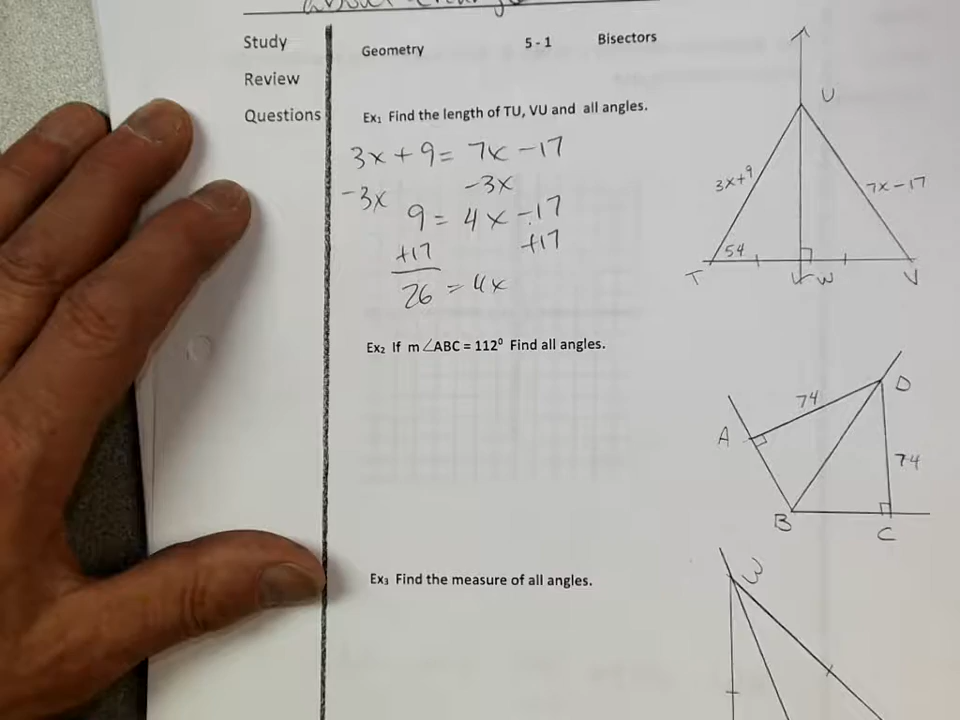 Study
Review
Questions
Geometry 5-1 Bisectors
Ex1 Find the length of TU, VU and all angles.
3x + 9 = 7x - 17
-3x -3x
9 = 4x - 17
+17 +17
26 = 4x
U
3x+9
7x-17
54
T
W
V
Ex2 If m∠ABC = 112⁰ Find all angles.
74
D
A
74
B
C
Ex3 Find the measure of all angles.